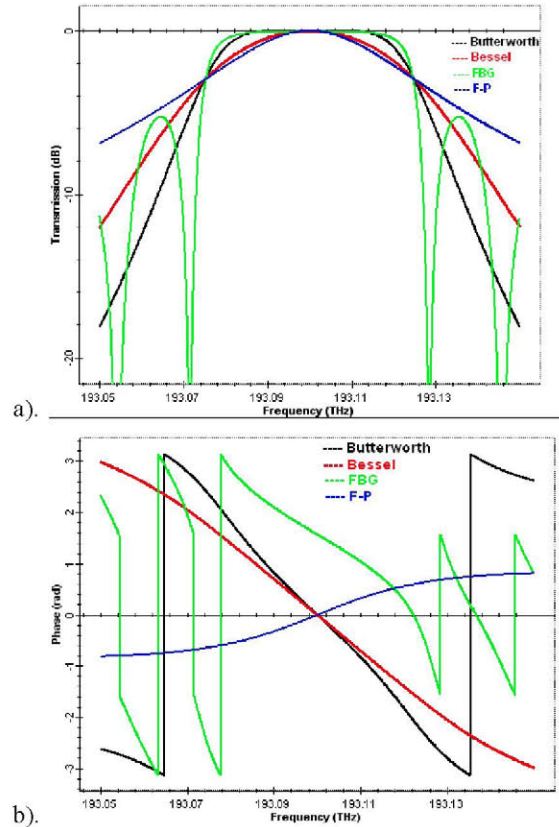 0
-10
-20
Transmission (dB)
Butterworth
Bessel
FBG
F-P
193.05
193.07
193.09
193.11
193.13
Frequency (THz)
a).
3
2
1
0
-1
-2
-3
Phase (rad)
Butterworth
Bessel
FBG
F-P
193.05
193.07
193.09
193.11
193.13
Frequency (THz)
b).